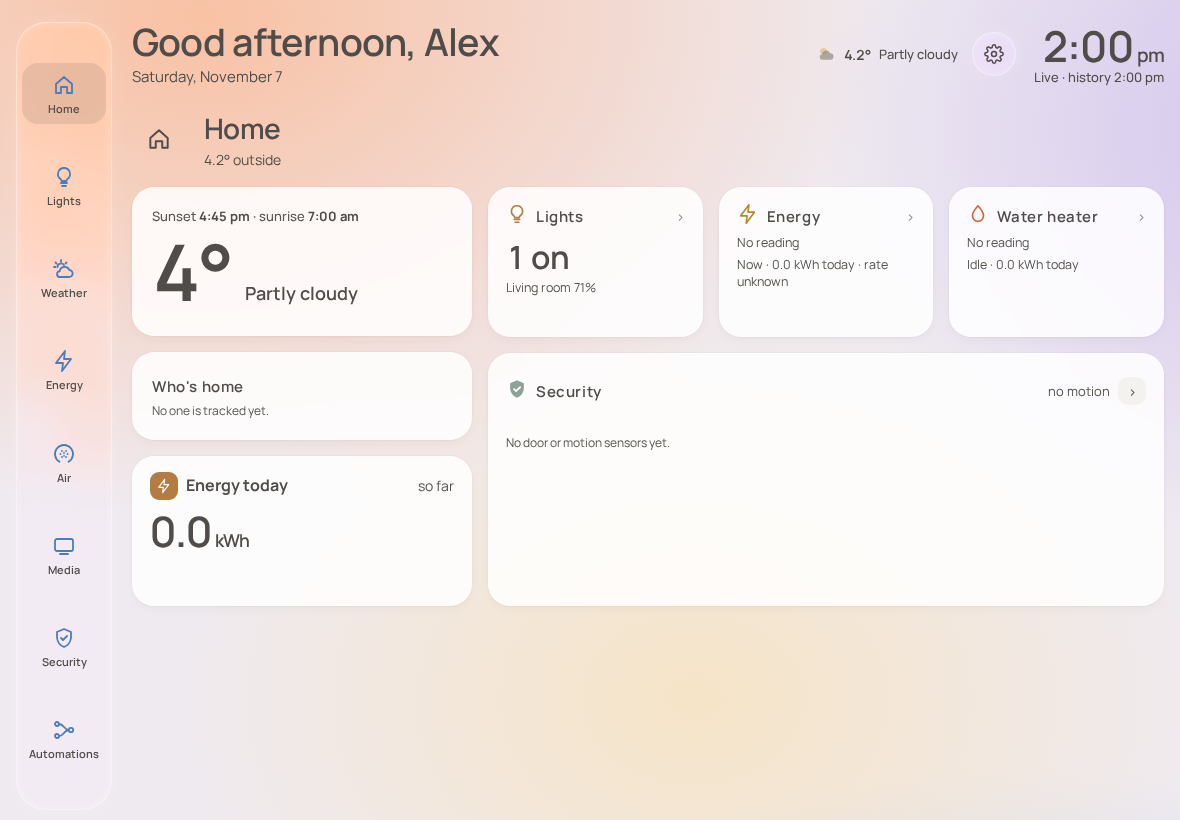 Good afternoon, Alex
Saturday, November 7
4.2° Partly cloudy
2:00 pm
Live · history 2:00 pm
Home
Lights
Weather
Energy
Air
Media
Security
Automations
Home
4.2° outside
Sunset 4:45 pm · sunrise 7:00 am
4° Partly cloudy
Lights ›
1 on
Living room 71%
Energy ›
No reading
Now · 0.0 kWh today · rate
unknown
Water heater ›
No reading
Idle · 0.0 kWh today
Who's home
No one is tracked yet.
Energy today so far
0.0 kWh
Security no motion ›
No door or motion sensors yet.